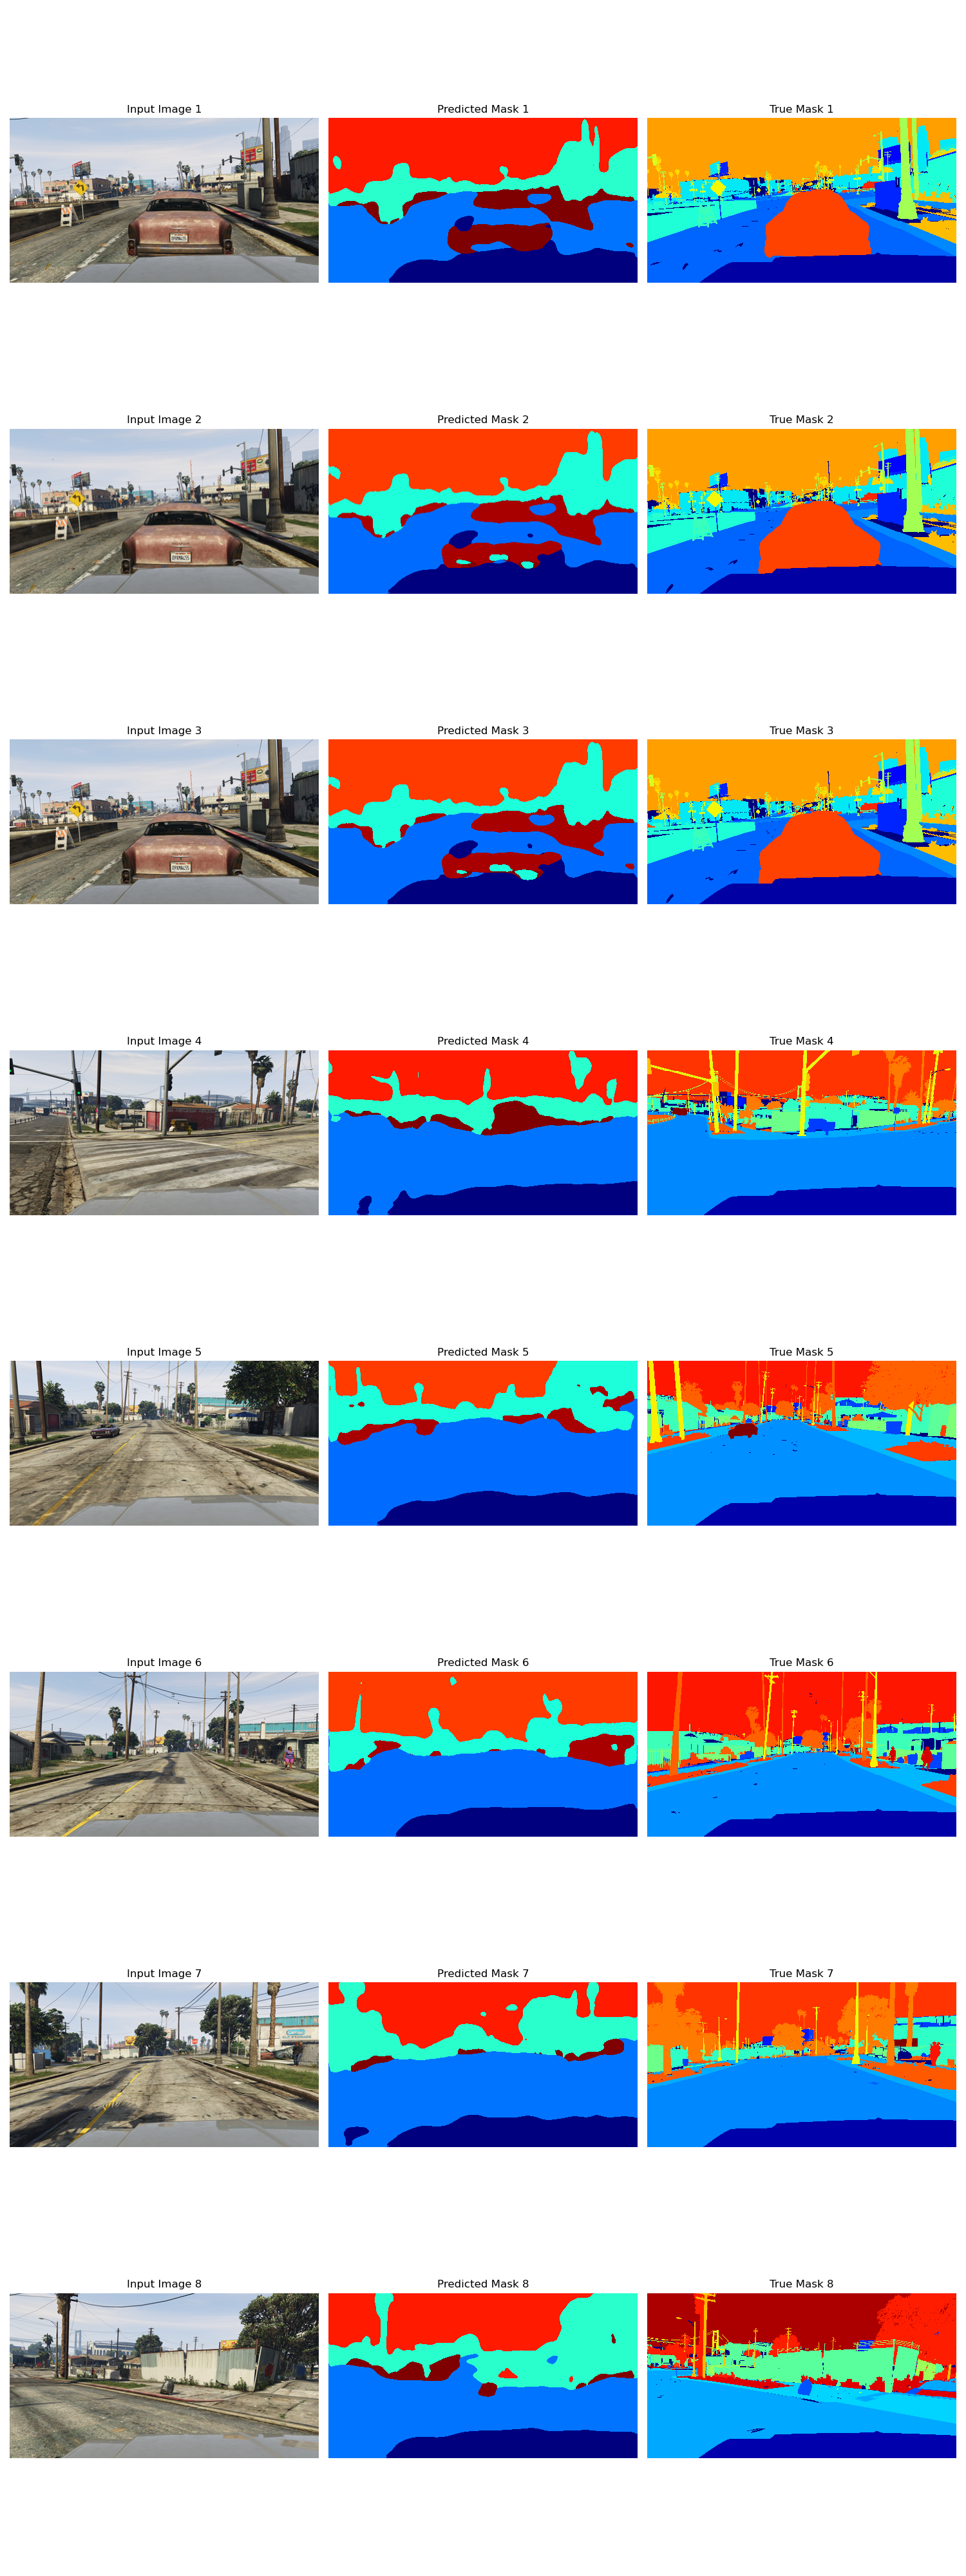 Input Image 1
Predicted Mask 1
True Mask 1
Input Image 2
Predicted Mask 2
True Mask 2
Input Image 3
Predicted Mask 3
True Mask 3
Input Image 4
Predicted Mask 4
True Mask 4
Input Image 5
Predicted Mask 5
True Mask 5
Input Image 6
Predicted Mask 6
True Mask 6
Input Image 7
Predicted Mask 7
True Mask 7
Input Image 8
Predicted Mask 8
True Mask 8